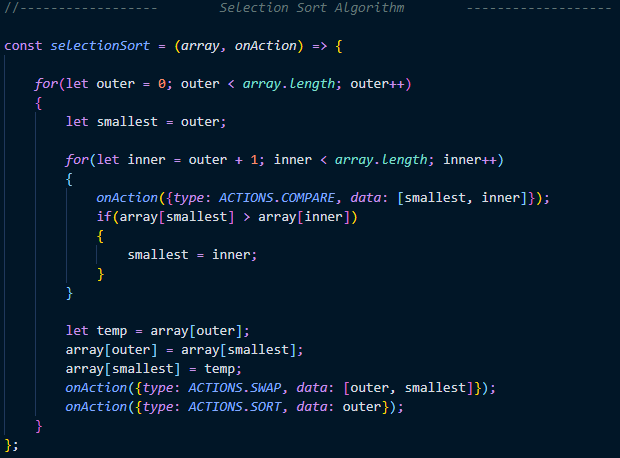 //------------------ Selection Sort Algorithm -------------------
const selectionSort = (array, onAction) => {
for(let outer = 0; outer < array.length; outer++)
{
let smallest = outer;
for(let inner = outer + 1; inner < array.length; inner++)
{
onAction({type: ACTIONS.COMPARE, data: [smallest, inner]});
if(array[smallest] > array[inner])
{
smallest = inner;
}
}
let temp = array[outer];
array[outer] = array[smallest];
array[smallest] = temp;
onAction({type: ACTIONS.SWAP, data: [outer, smallest]});
onAction({type: ACTIONS.SORT, data: outer});
}
};